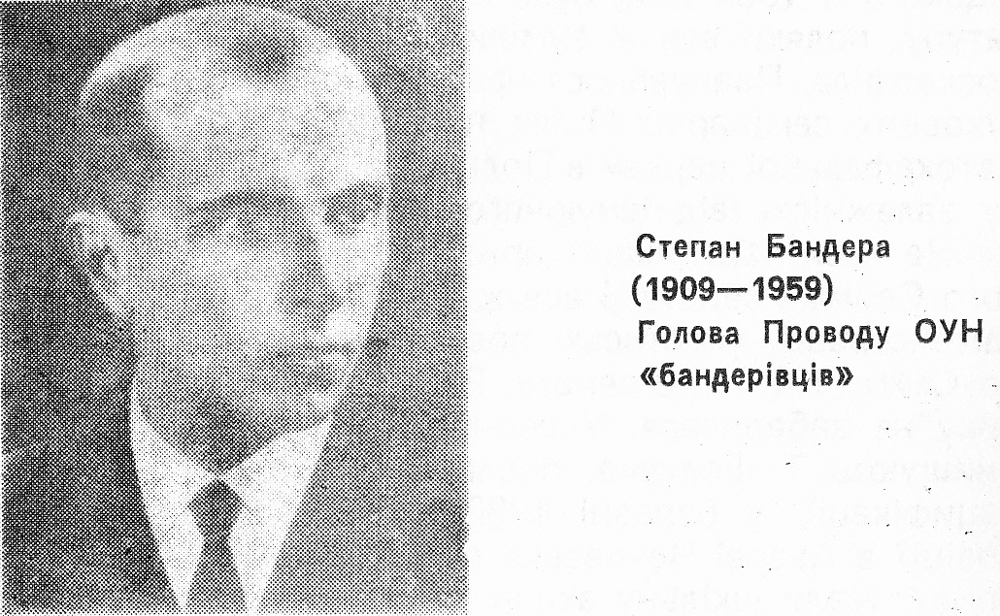 Степан Бандера
(1909—1959)
Голова Проводу ОУН
«бандерівців»